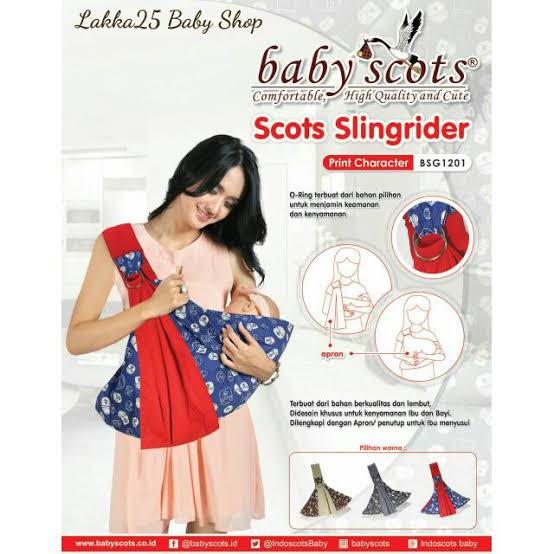 Lakka25 Baby Shop
baby scots®
Comfortable, High Quality and Cute
Scots Slingrider
Print Character BSG1201
O-Ring terbuat dari bahan pilihan
untuk menjamin keamanan
dan kenyamanan
apron
Terbuat dari bahan berkualitas dan lembut,
Didesain khusus untuk kenyamanan Ibu dan Bayi.
Dilengkapi dengan Apron/ penutup untuk Ibu menyusui
Pilihan warna :
www.babyscots.co.id @babyscots.id @IndoscotsBaby babyscots Indoscots baby